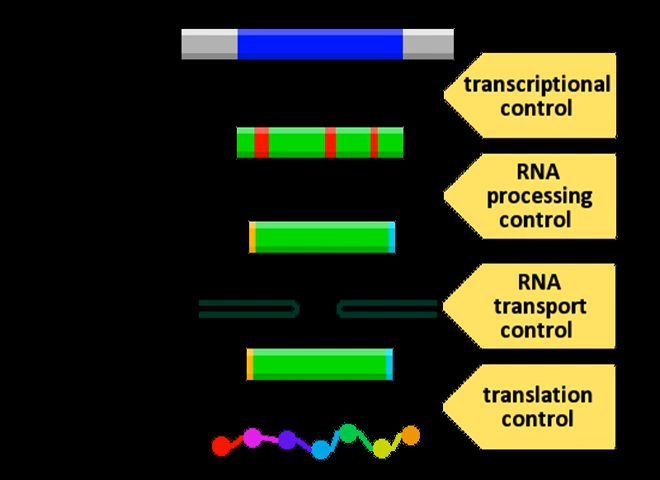 transcriptional
control
RNA
processing
control
RNA
transport
control
translation
control